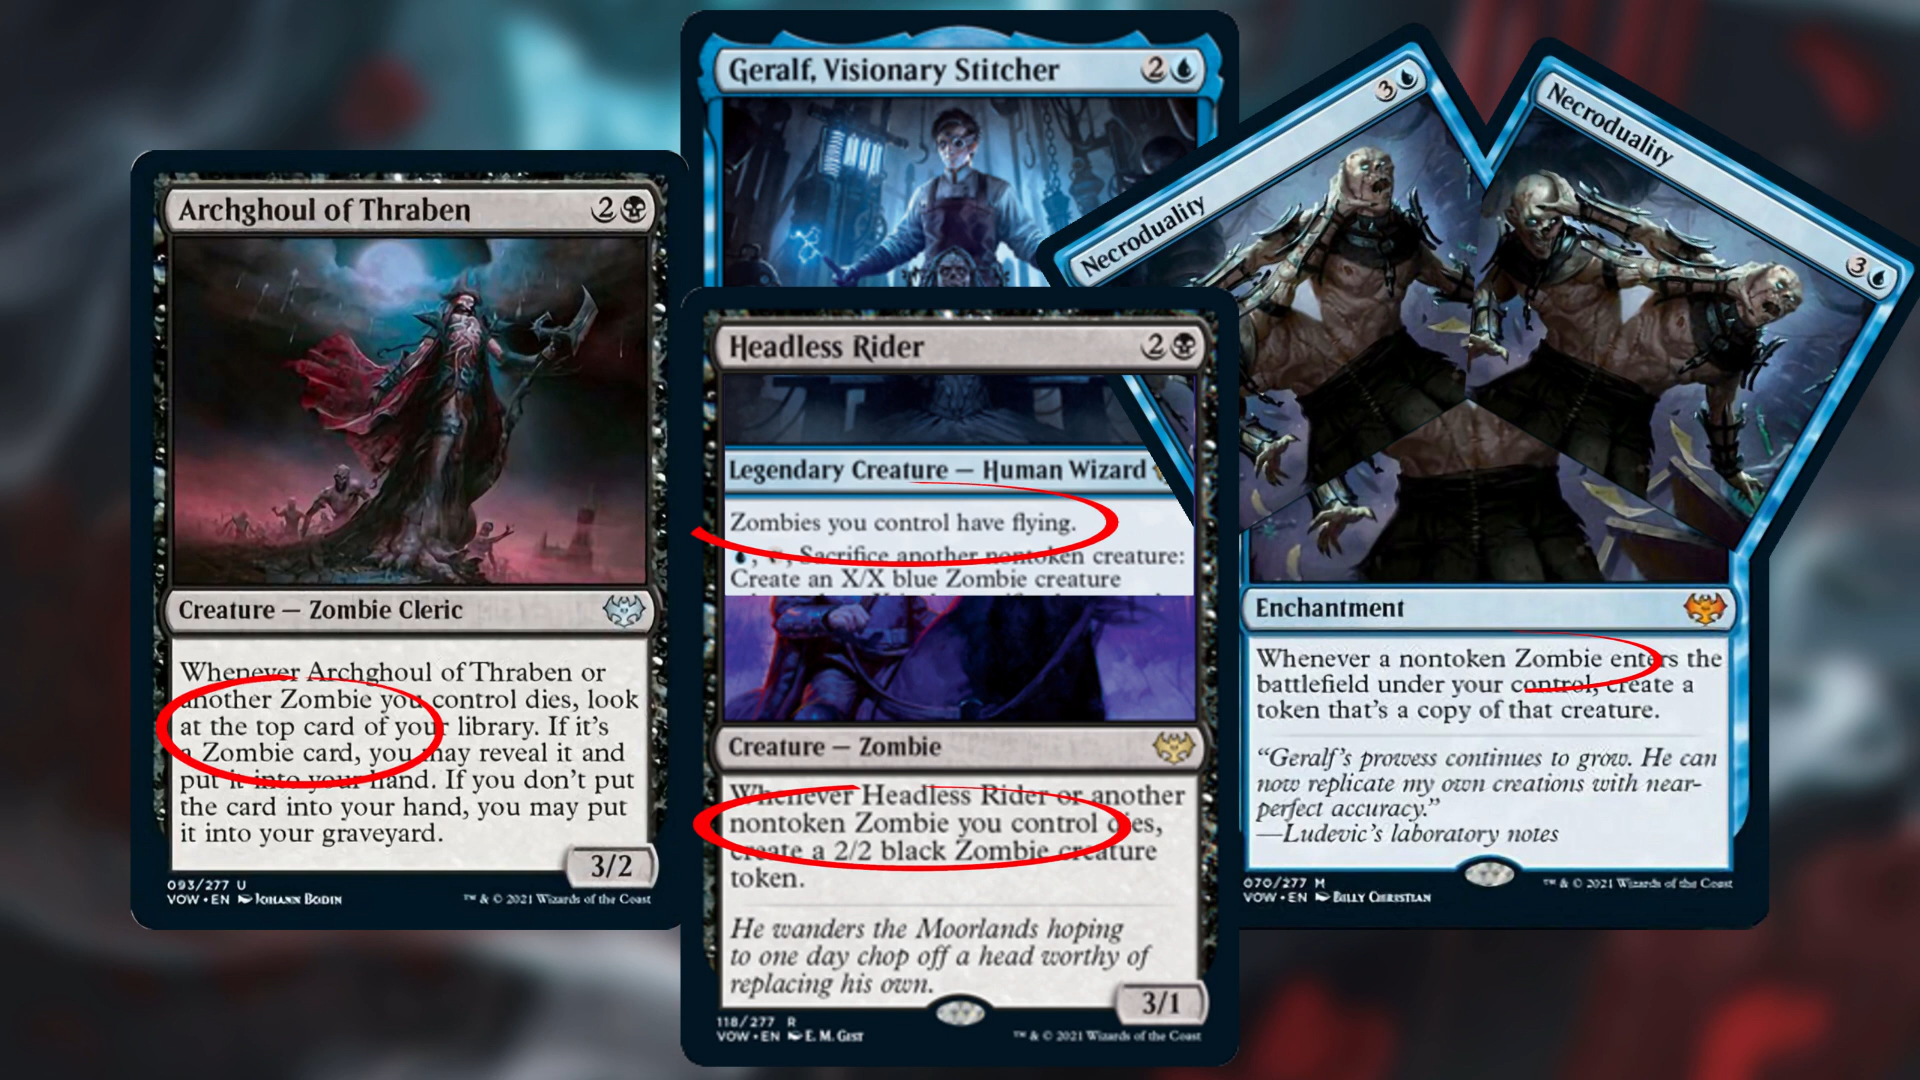 Archghoul of Thraben 2
Creature — Zombie Cleric
Whenever Archghoul of Thraben or
another Zombie you control dies, look
at the top card of your library. If it's
a Zombie card, you may reveal it and
put it into your hand. If you don't put
the card into your hand, you may put
it into your graveyard.
3/2
093/277 U
VOW • EN Johann Bodin
™ & © 2021 Wizards of the Coast
Geralf, Visionary Stitcher 2
Headless Rider 2
Legendary Creature — Human Wizard
Zombies you control have flying.
, , Sacrifice another nontoken creature:
Create an X/X blue Zombie creature
Creature — Zombie
Whenever Headless Rider or another
nontoken Zombie you control dies,
create a 2/2 black Zombie creature
token.
He wanders the Moorlands hoping
to one day chop off a head worthy of
replacing his own.
3/1
118/277 R
VOW • EN E. M. Gist
™ & © 2021 Wizards of the Coast
Necroduality 3
Necroduality 3
Enchantment
Whenever a nontoken Zombie enters the
battlefield under your control, create a
token that's a copy of that creature.
"Geralf's prowess continues to grow. He can
now replicate my own creations with near-
perfect accuracy."
—Ludevic's laboratory notes
070/277 M
VOW • EN Billy Christian
™ & © 2021 Wizards of the Coast